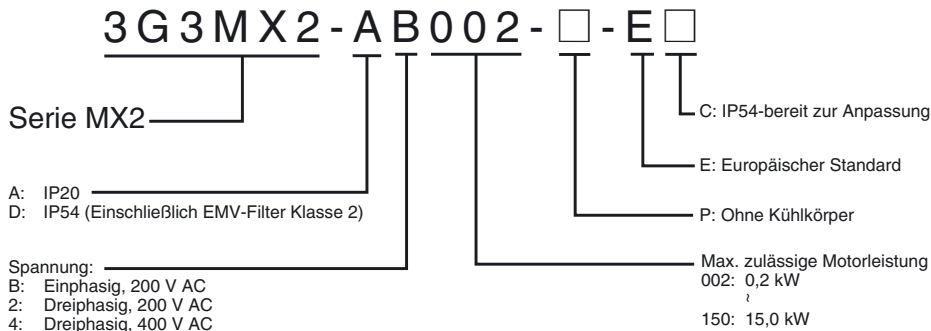 3G3MX2-AB002-□-E□
Serie MX2
C: IP54-bereit zur Anpassung
E: Europäischer Standard
A: IP20
D: IP54 (Einschließlich EMV-Filter Klasse 2)
P: Ohne Kühlkörper
Spannung:
B: Einphasig, 200 V AC
2: Dreiphasig, 200 V AC
4: Dreiphasig, 400 V AC
Max. zulässige Motorleistung
002: 0,2 kW
~
150: 15,0 kW